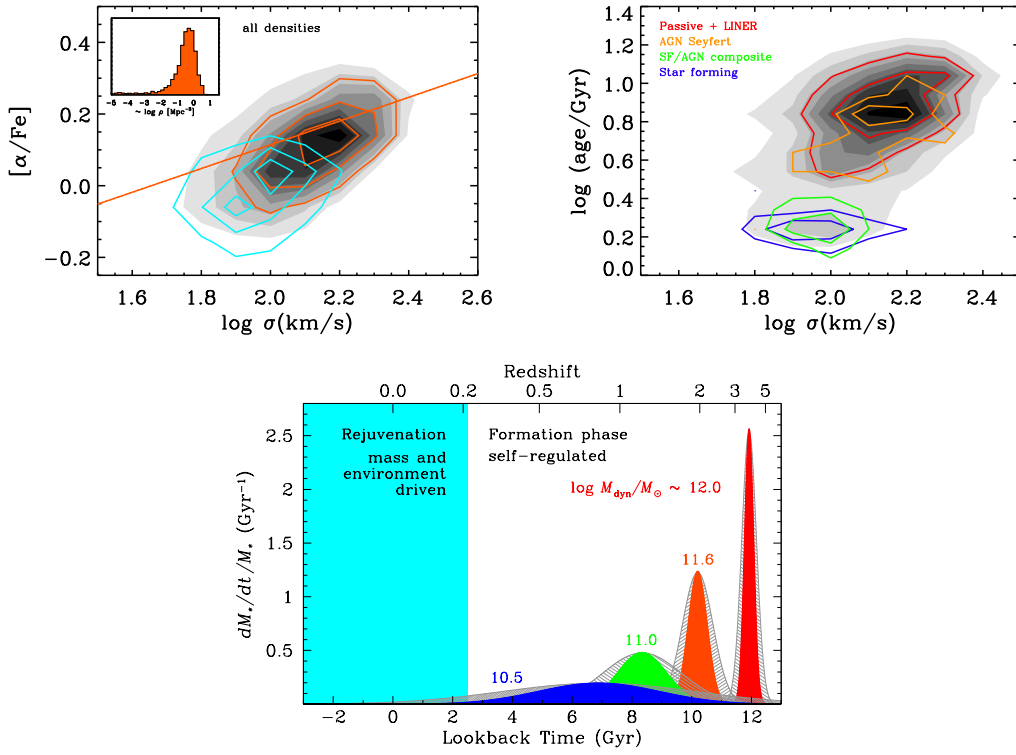 all densities
0.4
0.2
0.0
−0.2
[α/Fe]
−5 −4 −3 −2 −1 0 1
~ log ρ [Mpc⁻³]
1.6 1.8 2.0 2.2 2.4 2.6
log σ(km/s)
Passive + LINER
AGN Seyfert
SF/AGN composite
Star forming
1.4
1.2
1.0
0.8
0.6
0.4
0.2
0.0
log (age/Gyr)
1.6 1.8 2.0 2.2 2.4
log σ(km/s)
Redshift
0.0 0.2 0.5 1 2 3 5
Rejuvenation
mass and
environment
driven
Formation phase
self-regulated
log M_dyn/M_⊙ ~ 12.0
11.6
11.0
10.5
2.5
2
1.5
1
0.5
dM_*/dt/M_* (Gyr⁻¹)
−2 0 2 4 6 8 10 12
Lookback Time (Gyr)